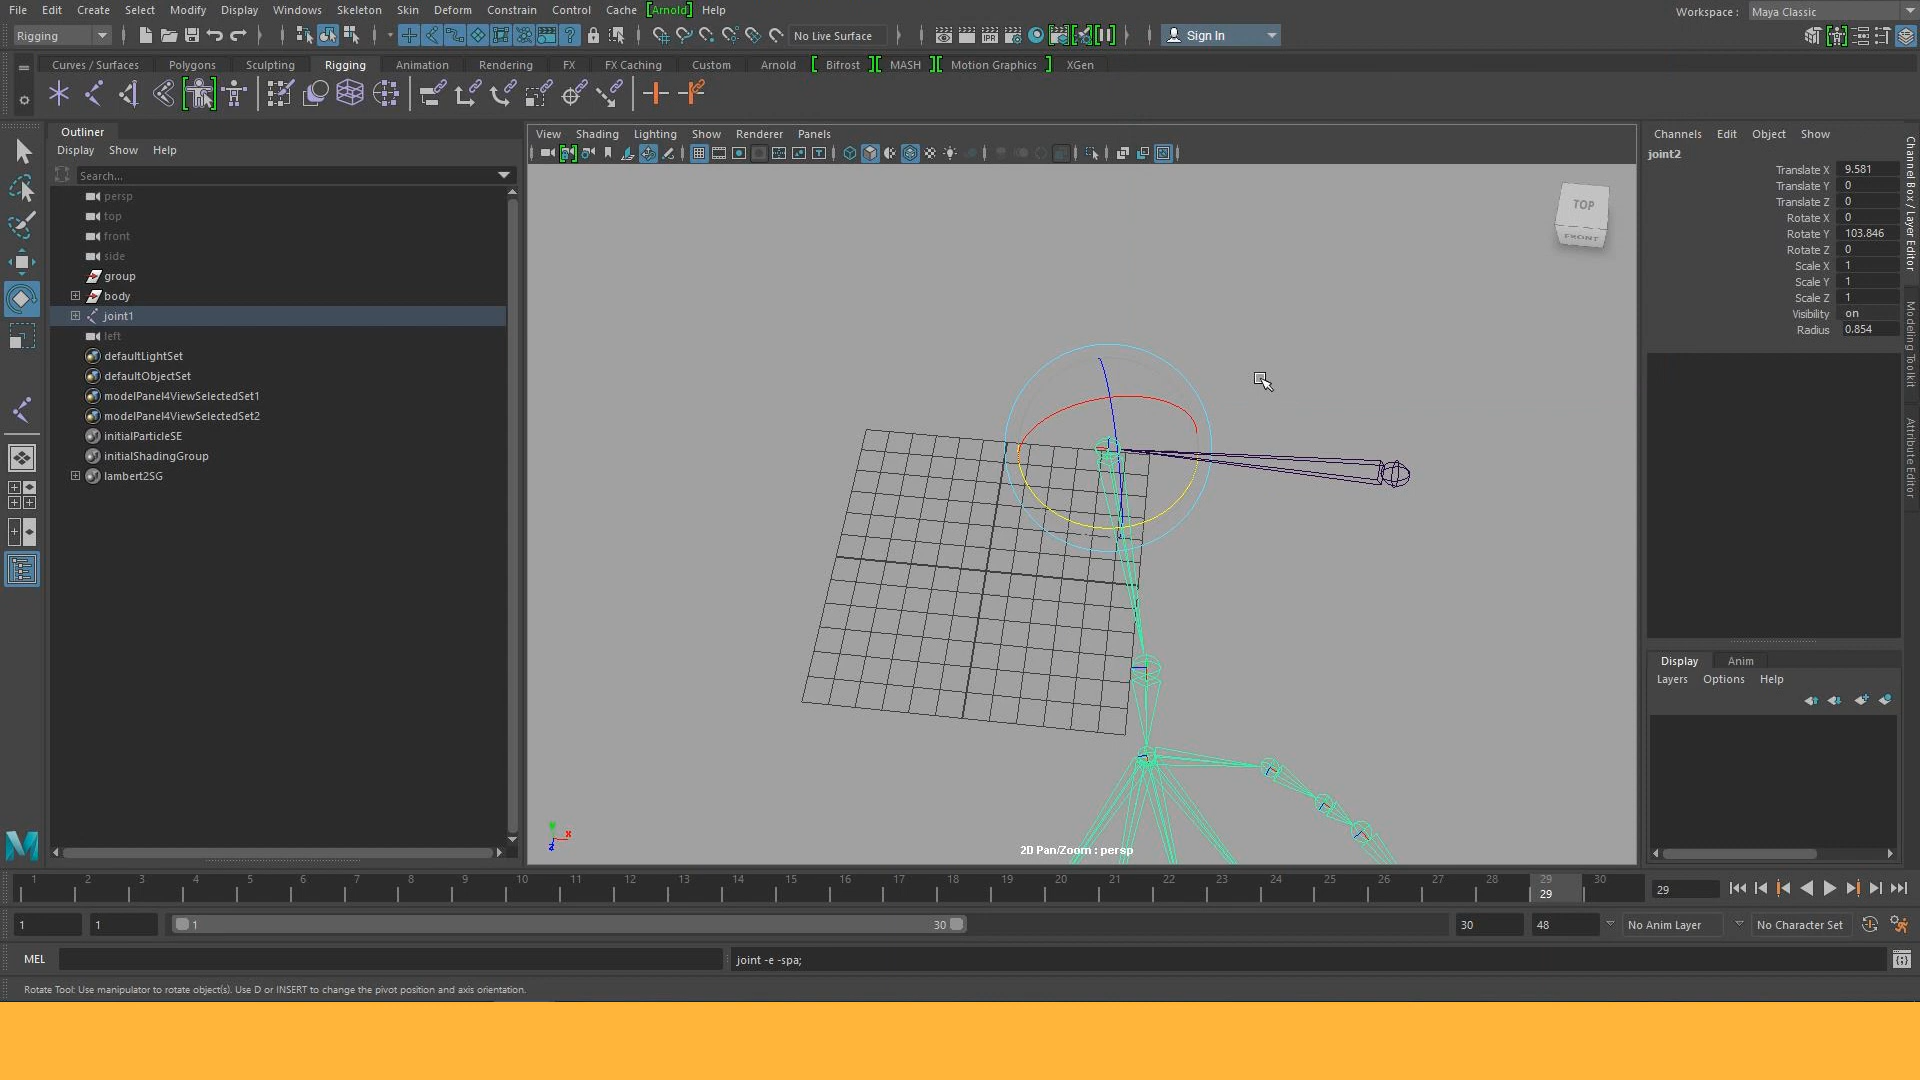 File Edit Create Select Modify Display Windows Skeleton Skin Deform Constrain Control Cache [Arnold] Help
Workspace : Maya Classic
Rigging
No Live Surface
Sign In
Curves / Surfaces Polygons Sculpting Rigging Animation Rendering FX FX Caching Custom Arnold [ Bifrost ][ MASH ][ Motion Graphics ] XGen
Outliner
Display Show Help
Search...
persp
top
front
side
group
body
joint1
left
defaultLightSet
defaultObjectSet
modelPanel4ViewSelectedSet1
modelPanel4ViewSelectedSet2
initialParticleSE
initialShadingGroup
lambert2SG
View Shading Lighting Show Renderer Panels
TOP
FRONT
2D Pan/Zoom : persp
Channels Edit Object Show
joint2
Translate X 9.581
Translate Y 0
Translate Z 0
Rotate X 0
Rotate Y 103.846
Rotate Z 0
Scale X 1
Scale Y 1
Scale Z 1
Visibility on
Radius 0.854
Channel Box / Layer Editor
Modeling Toolkit
Attribute Editor
Display Anim
Layers Options Help
1 2 3 4 5 6 7 8 9 10 11 12 13 14 15 16 17 18 19 20 21 22 23 24 25 26 27 28 29 30
29
29
1 1 1 30 30 48 No Anim Layer No Character Set
MEL
joint -e -spa;
Rotate Tool: Use manipulator to rotate object(s). Use D or INSERT to change the pivot position and axis orientation.